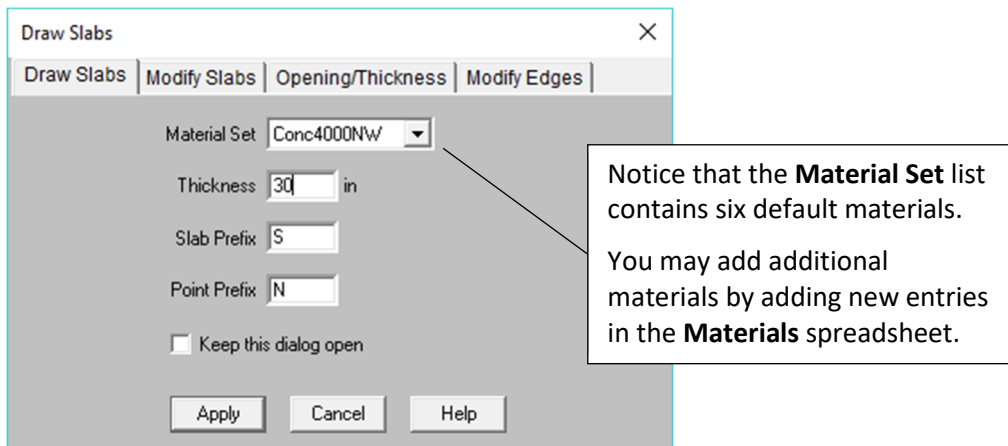 Draw Slabs
Draw Slabs Modify Slabs Opening/Thickness Modify Edges
Material Set Conc4000NW
Thickness 30 in
Slab Prefix S
Point Prefix N
Keep this dialog open
Apply Cancel Help
Notice that the Material Set list
contains six default materials.
You may add additional
materials by adding new entries
in the Materials spreadsheet.